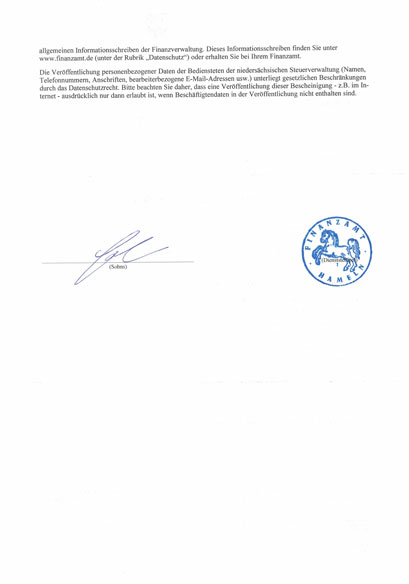 allgemeinen Informationsschreiben der Finanzverwaltung. Dieses Informationsschreiben finden Sie unter
www.finanzamt.de (unter der Rubrik „Datenschutz“) oder erhalten Sie bei Ihrem Finanzamt.
Die Veröffentlichung personenbezogener Daten der Bediensteten der niedersächsischen Steuerverwaltung (Namen,
Telefonnummern, Anschriften, bearbeiterbezogene E-Mail-Adressen usw.) unterliegt gesetzlichen Beschränkungen
durch das Datenschutzrecht. Bitte beachten Sie daher, dass eine Veröffentlichung dieser Bescheinigung - z.B. im In-
ternet - ausdrücklich nur dann erlaubt ist, wenn Beschäftigtendaten in der Veröffentlichung nicht enthalten sind.
FINANZAMT
HAMELN